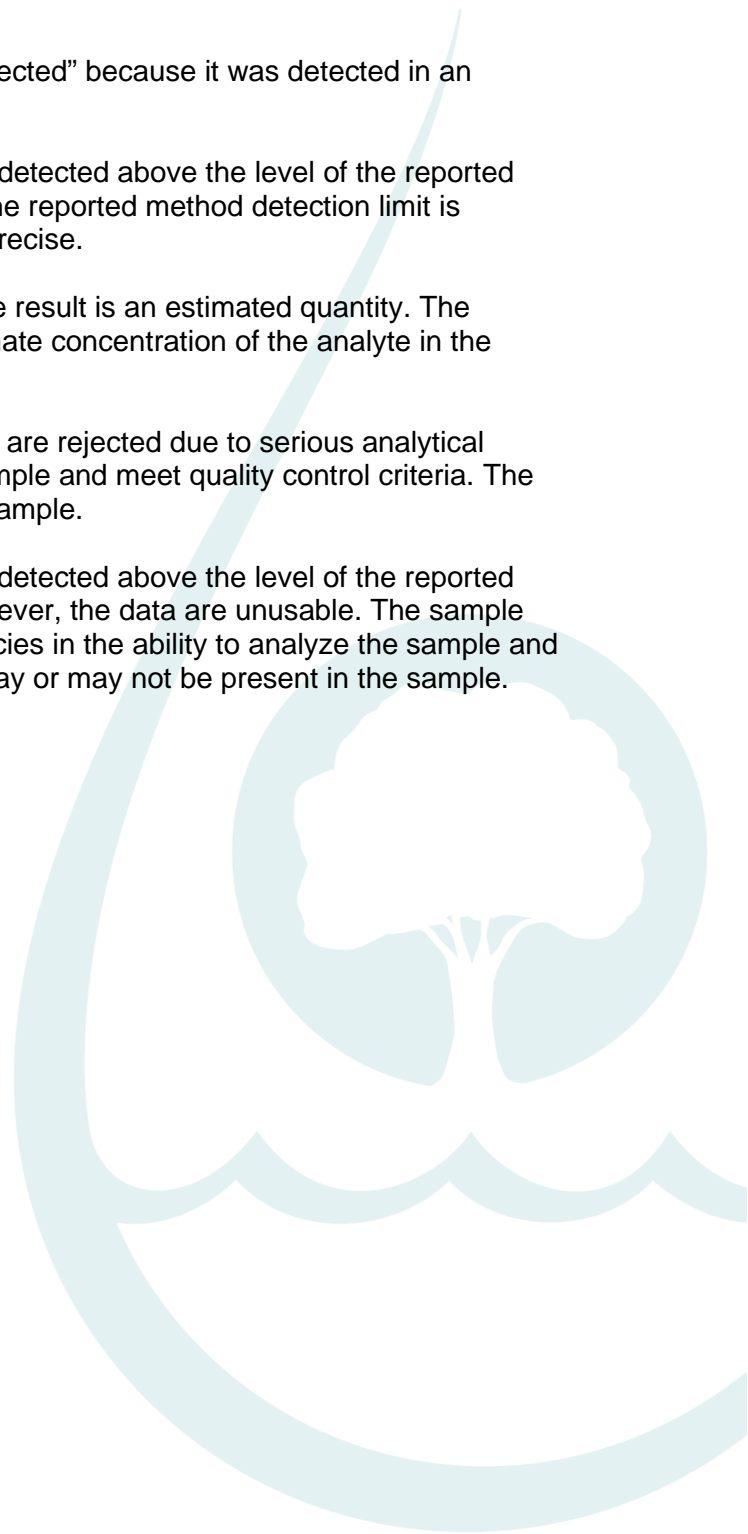 ected” because it was detected in an
detected above the level of the reported
he reported method detection limit is
recise.
e result is an estimated quantity. The
nate concentration of the analyte in the
are rejected due to serious analytical
mple and meet quality control criteria. The
ample.
detected above the level of the reported
ever, the data are unusable. The sample
cies in the ability to analyze the sample and
ay or may not be present in the sample.